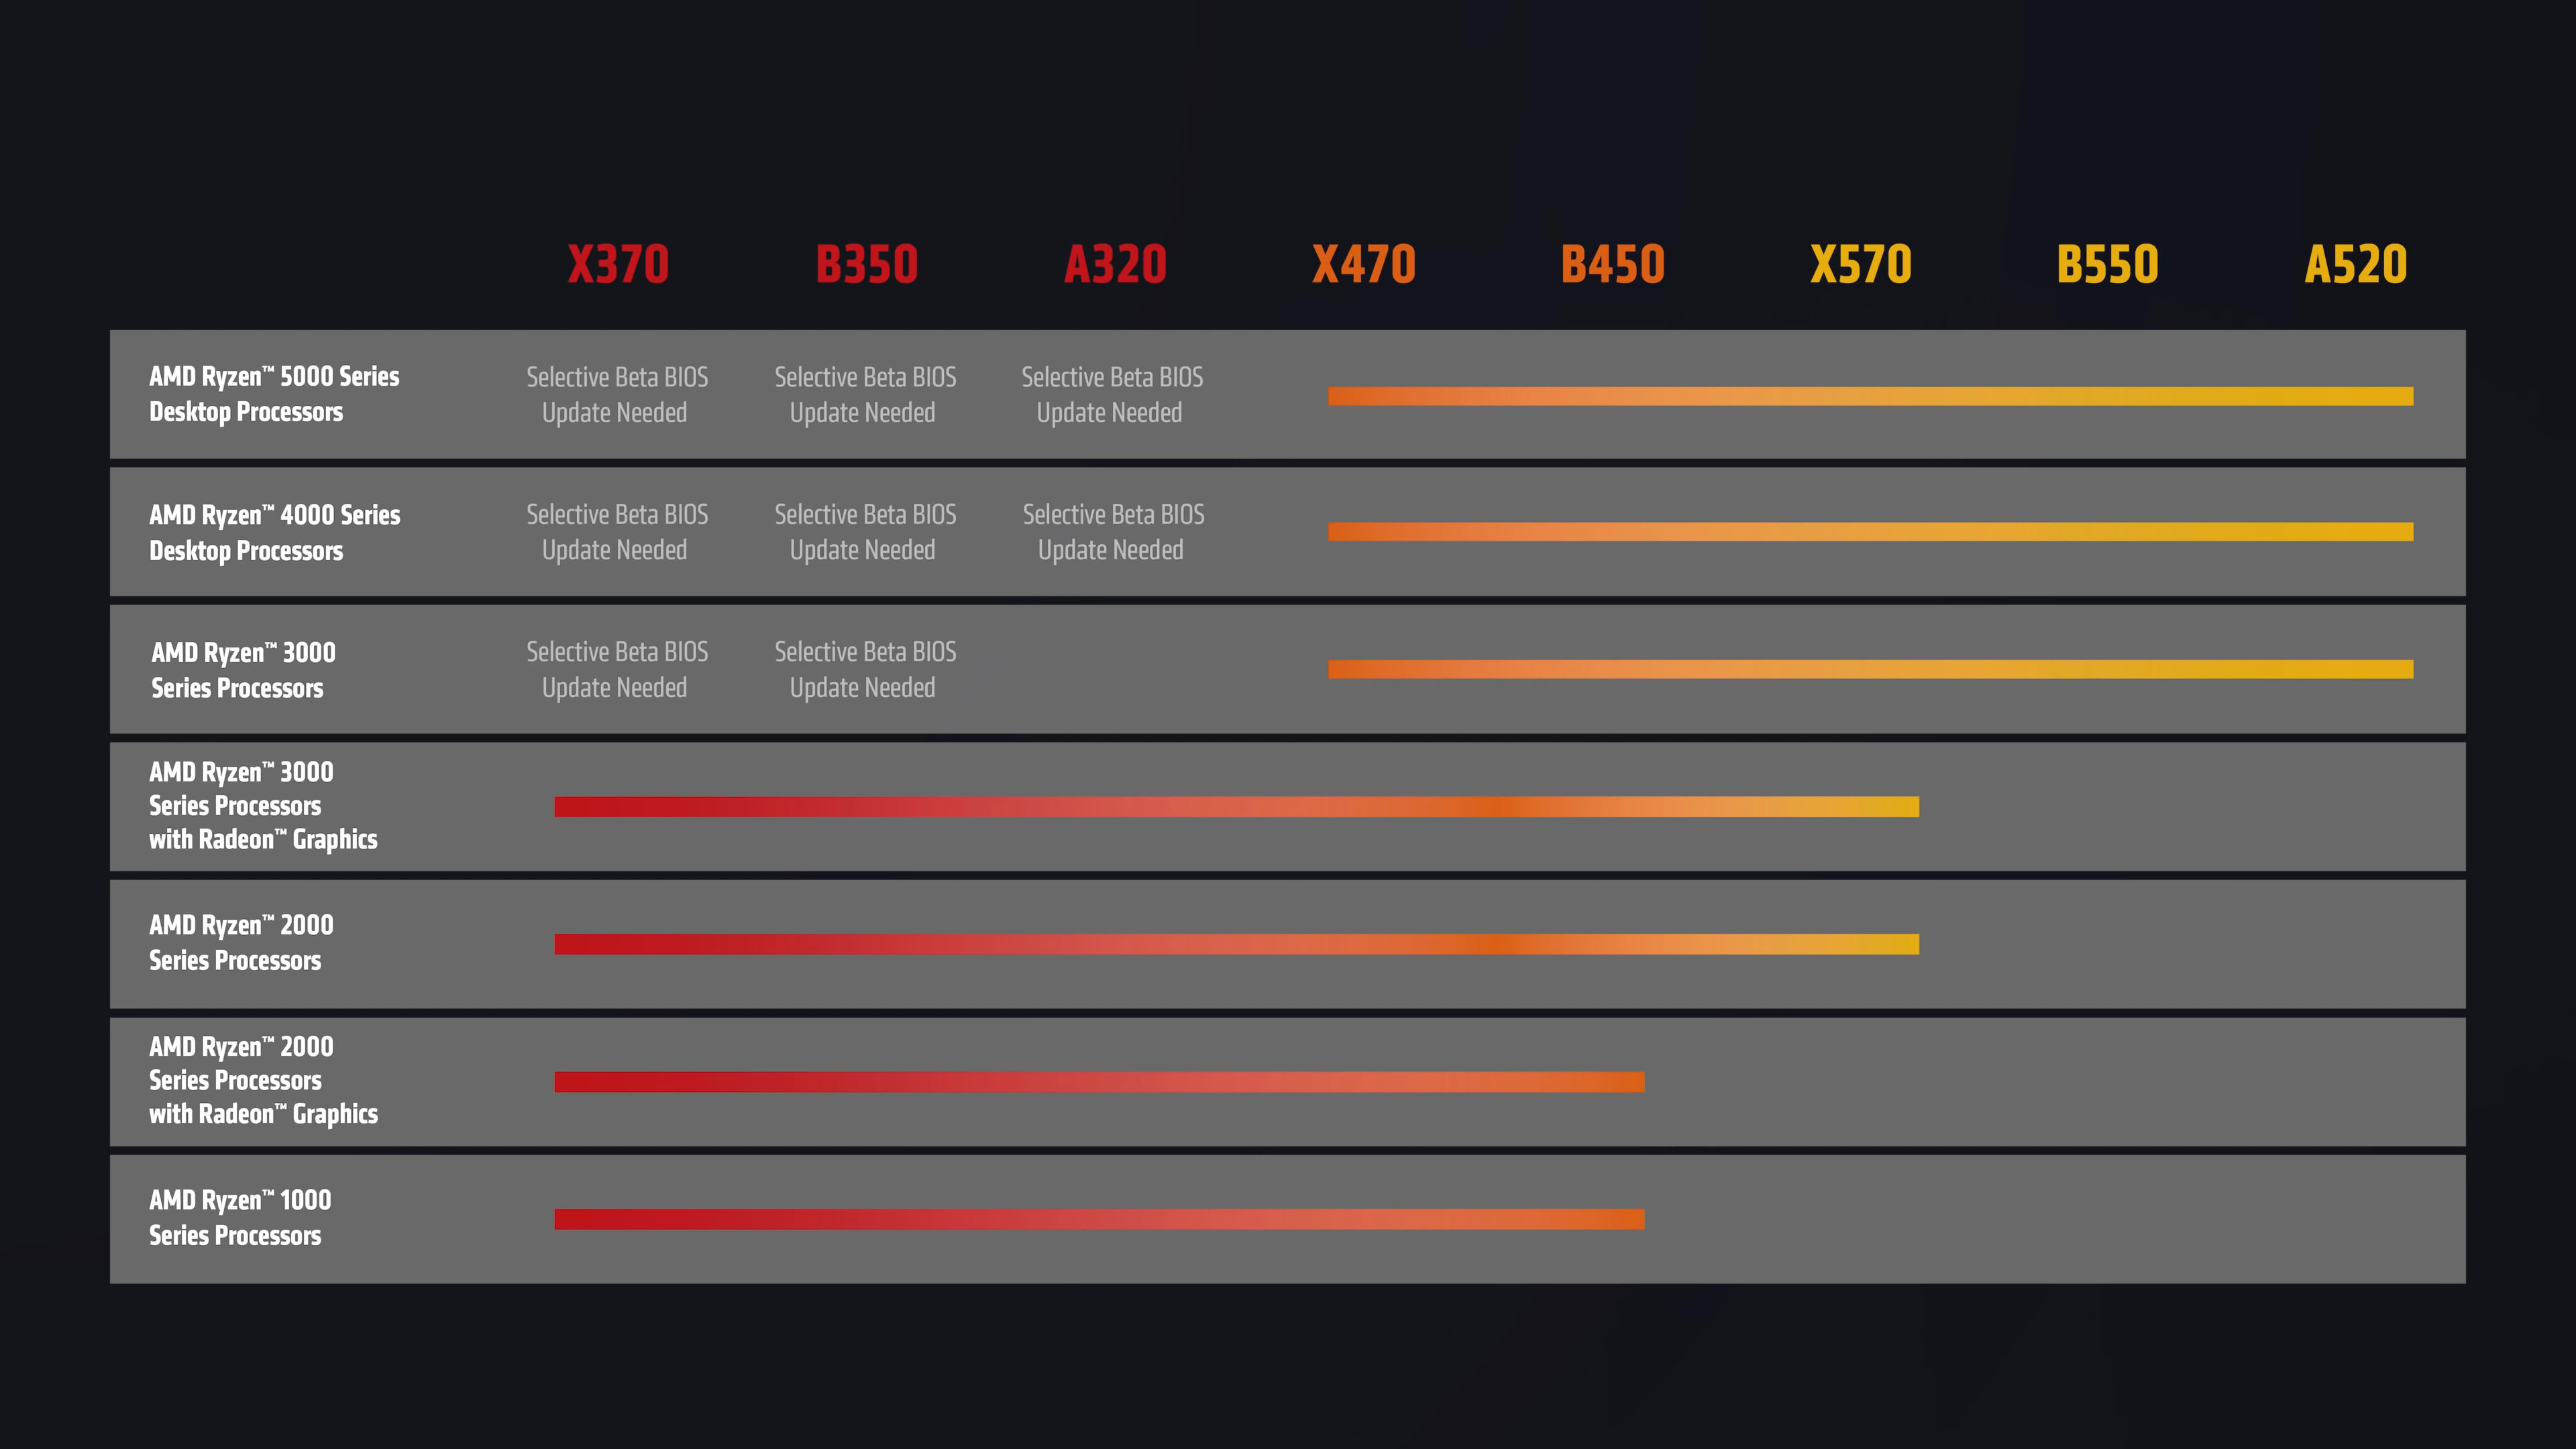 X370 B350 A320 X470 B450 X570 B550 A520
AMD Ryzen™ 5000 Series
Desktop Processors
Selective Beta BIOS
Update Needed
Selective Beta BIOS
Update Needed
Selective Beta BIOS
Update Needed
AMD Ryzen™ 4000 Series
Desktop Processors
Selective Beta BIOS
Update Needed
Selective Beta BIOS
Update Needed
Selective Beta BIOS
Update Needed
AMD Ryzen™ 3000
Series Processors
Selective Beta BIOS
Update Needed
Selective Beta BIOS
Update Needed
AMD Ryzen™ 3000
Series Processors
with Radeon™ Graphics
AMD Ryzen™ 2000
Series Processors
AMD Ryzen™ 2000
Series Processors
with Radeon™ Graphics
AMD Ryzen™ 1000
Series Processors